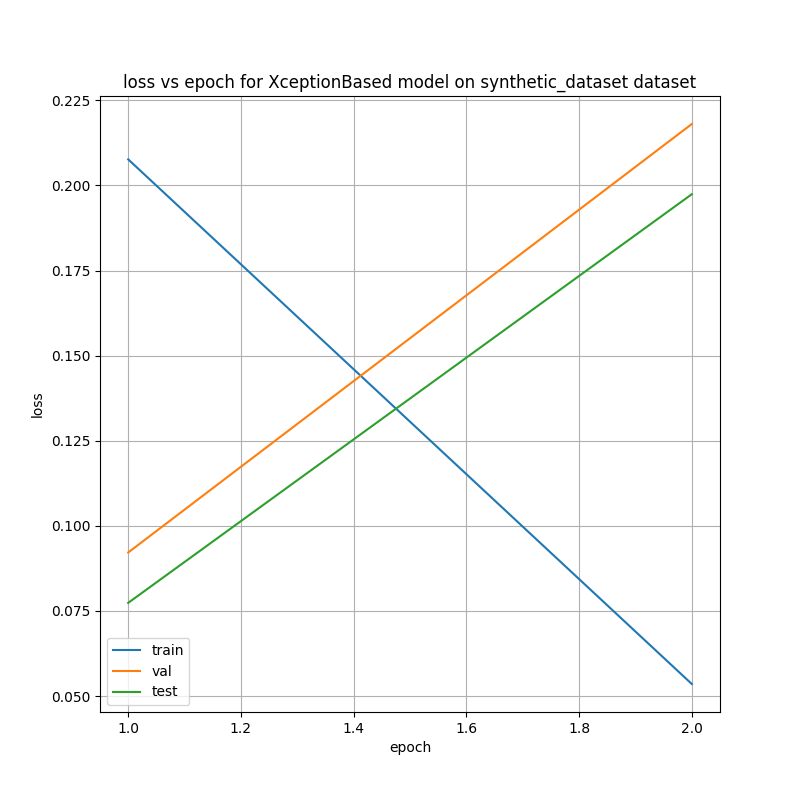 loss vs epoch for XceptionBased model on synthetic_dataset dataset
0.225
0.200
0.175
0.150
0.125
0.100
0.075
0.050
loss
train
val
test
1.0 1.2 1.4 1.6 1.8 2.0
epoch